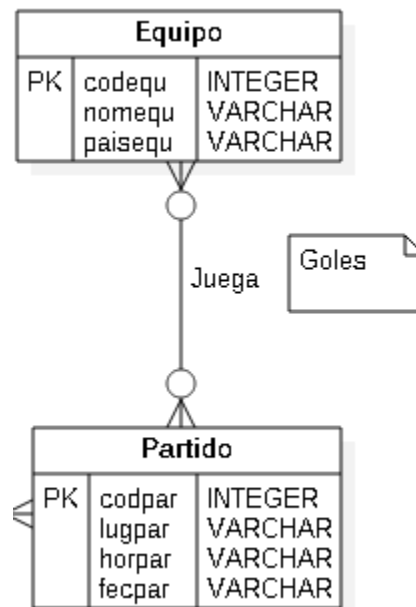 Equipo
PK codequ INTEGER
nomequ VARCHAR
paisequ VARCHAR
Juega
Goles
Partido
PK codpar INTEGER
lugpar VARCHAR
horpar VARCHAR
fecpar VARCHAR